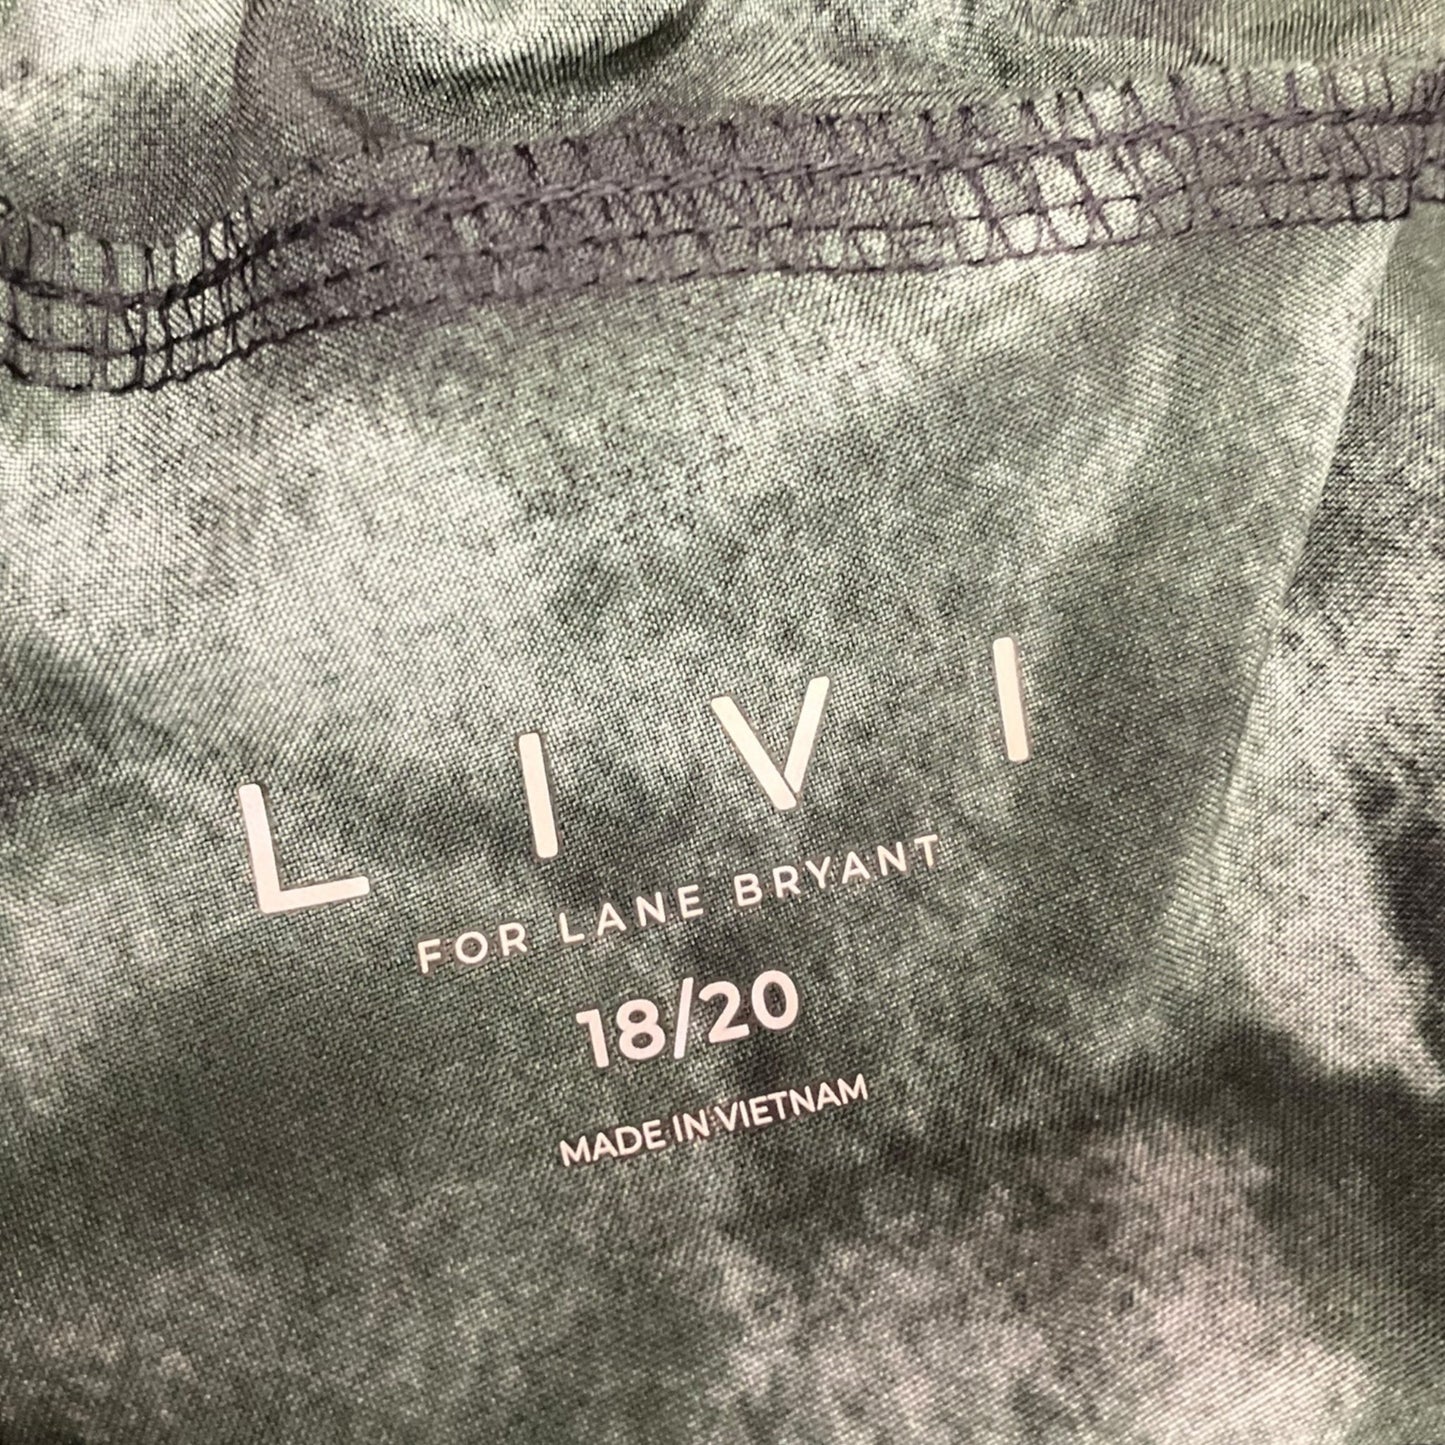 LIVI
FOR LANE BRYANT
18/20
MADE IN VIETNAM